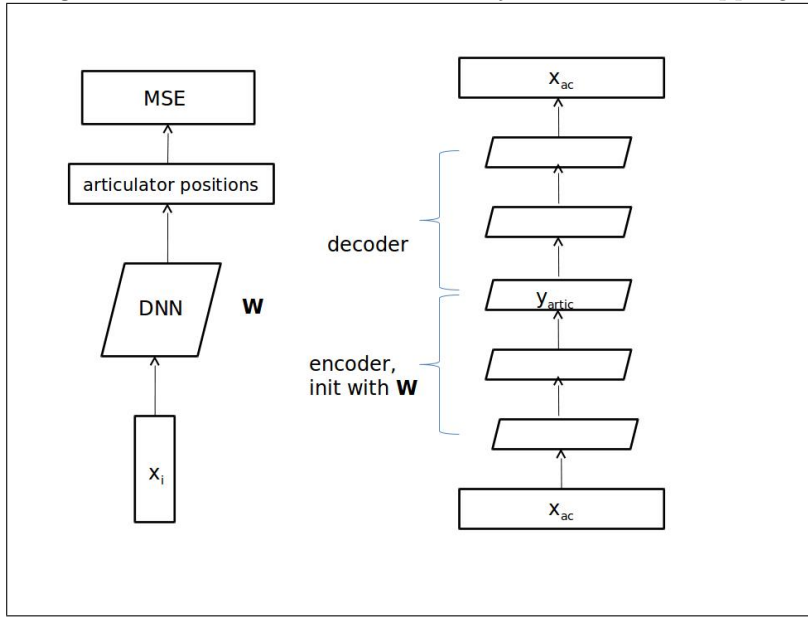 MSE
articulator positions
DNN
W
x_i
x_ac
decoder
y_artic
encoder,
init with W
x_ac